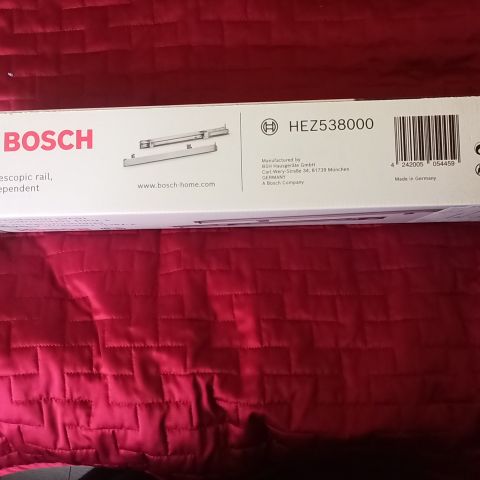 BOSCH
escopic rail,
ependent
www.bosch-home.com
HEZ538000
Manufactured by
BSH Hausgeräte GmbH
Carl-Wery-Straße 34, 81739 München
GERMANY
A Bosch Company
4 242005 054459
Made in Germany